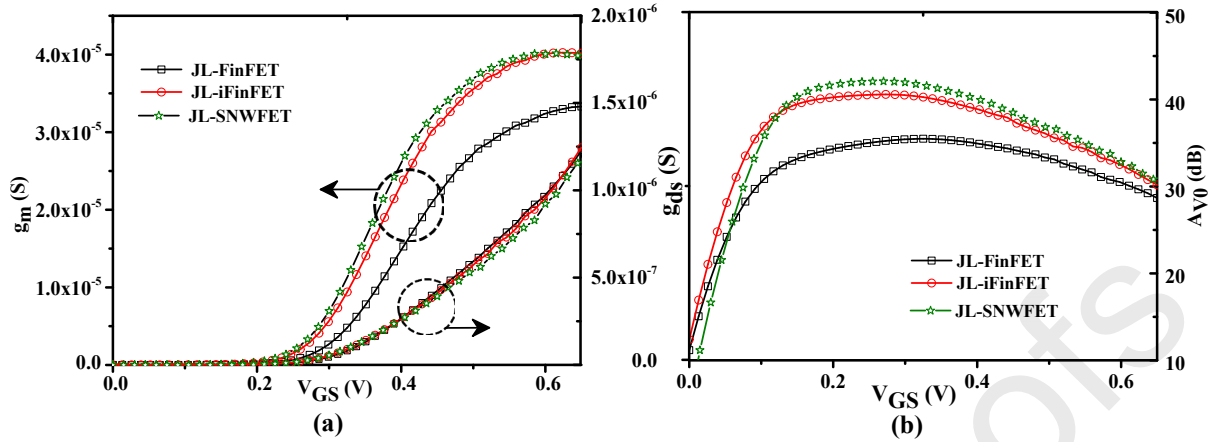 4.0x10-5
3.0x10-5
2.0x10-5
1.0x10-5
0.0
gm (S)
JL-FinFET
JL-iFinFET
JL-SNWFET
0.0 0.2 0.4 0.6
VGS (V)
(a)
2.0x10-6
1.5x10-6
1.0x10-6
5.0x10-7
0.0
gds (S)
50
40
30
20
10
AV0 (dB)
JL-FinFET
JL-iFinFET
JL-SNWFET
0.0 0.2 0.4 0.6
VGS (V)
(b)
ofs